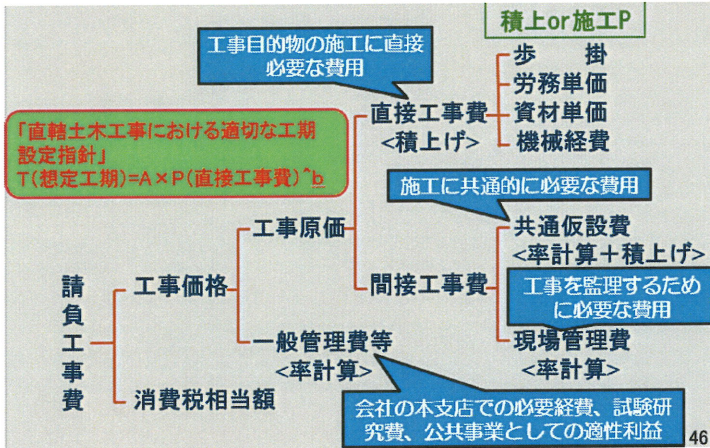 積上or施工P
工事目的物の施工に直接
必要な費用
歩　　掛
労務単価
直接工事費
資材単価
<積上げ>
機械経費
「直轄土木工事における適切な工期
設定指針」
T(想定工期)=A×P(直接工事費)^b
施工に共通的に必要な費用
工事原価
共通仮設費
<率計算＋積上げ>
請負工事費
工事価格
間接工事費
工事を監理するため
に必要な費用
一般管理費等
<率計算>
現場管理費
<率計算>
消費税相当額
会社の本支店での必要経費、試験研
究費、公共事業としての適性利益
46